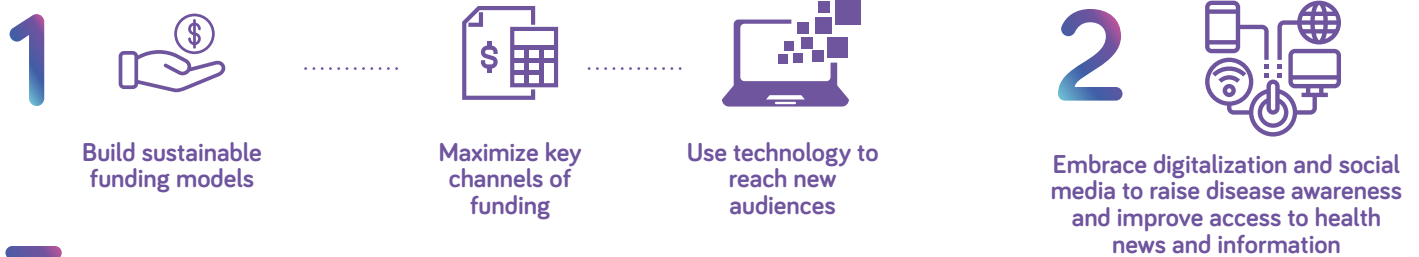 1
Build sustainable
funding models
$
$
Maximize key
channels of
funding
Use technology to
reach new
audiences
2
Embrace digitalization and social
media to raise disease awareness
and improve access to health
news and information